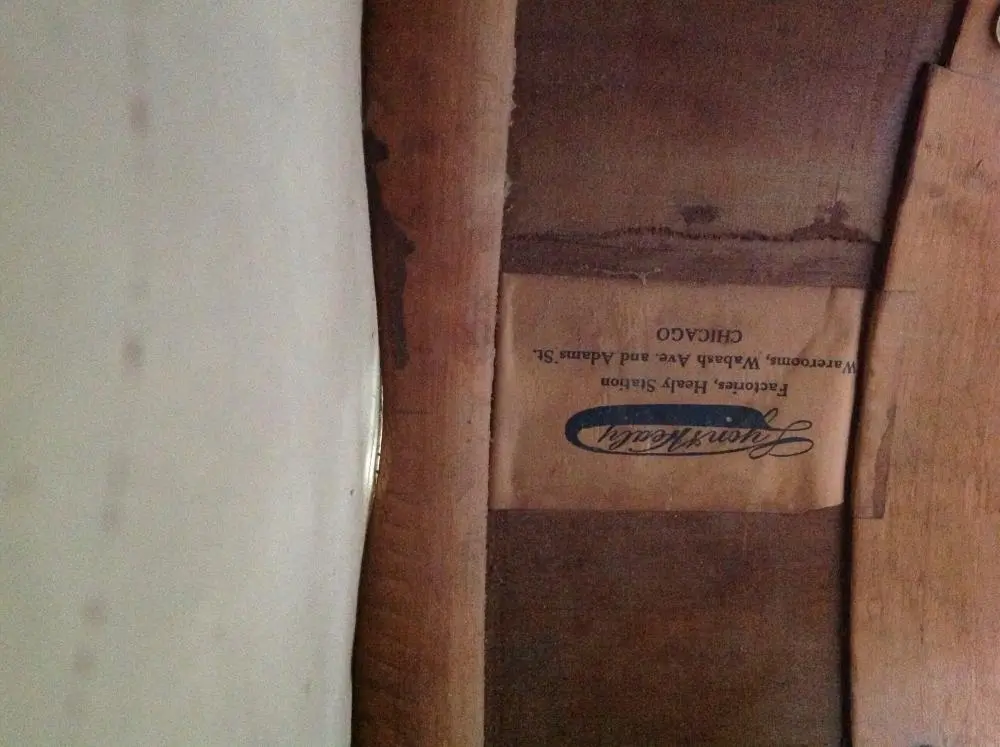 Lyon & Healy
Factories, Healy Station
Warerooms, Wabash Ave. and Adams St.
CHICAGO